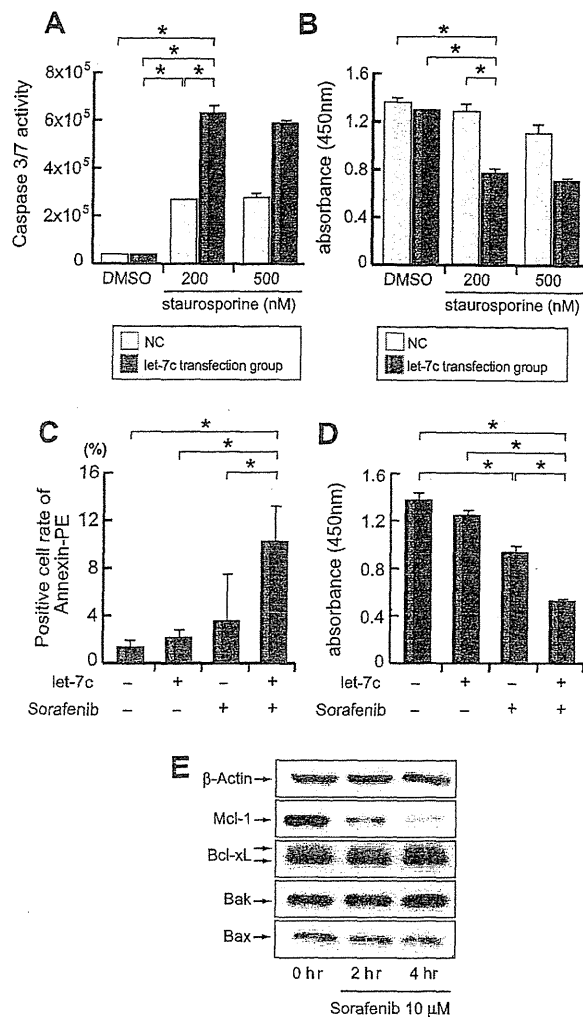 A
*
*
* *
Caspase 3/7 activity
8x10⁵
6x10⁵
4x10⁵
2x10⁵
0
DMSO 200 500
staurosporine (nM)
NC
let-7c transfection group
B
*
*
*
absorbance (450nm)
1.6
1.2
0.8
0.4
0
DMSO 200 500
staurosporine (nM)
NC
let-7c transfection group
C
*
*
*
(%)
Positive cell rate of
Annexin-PE
16
12
8
4
0
let-7c − + − +
Sorafenib − − + +
D
*
*
* *
absorbance (450nm)
1.6
1.2
0.8
0.4
0
let-7c − + − +
Sorafenib − − + +
E
β-Actin→
Mcl-1→
Bcl-xL→
→
Bak→
Bax→
0 hr 2 hr 4 hr
Sorafenib 10 μM